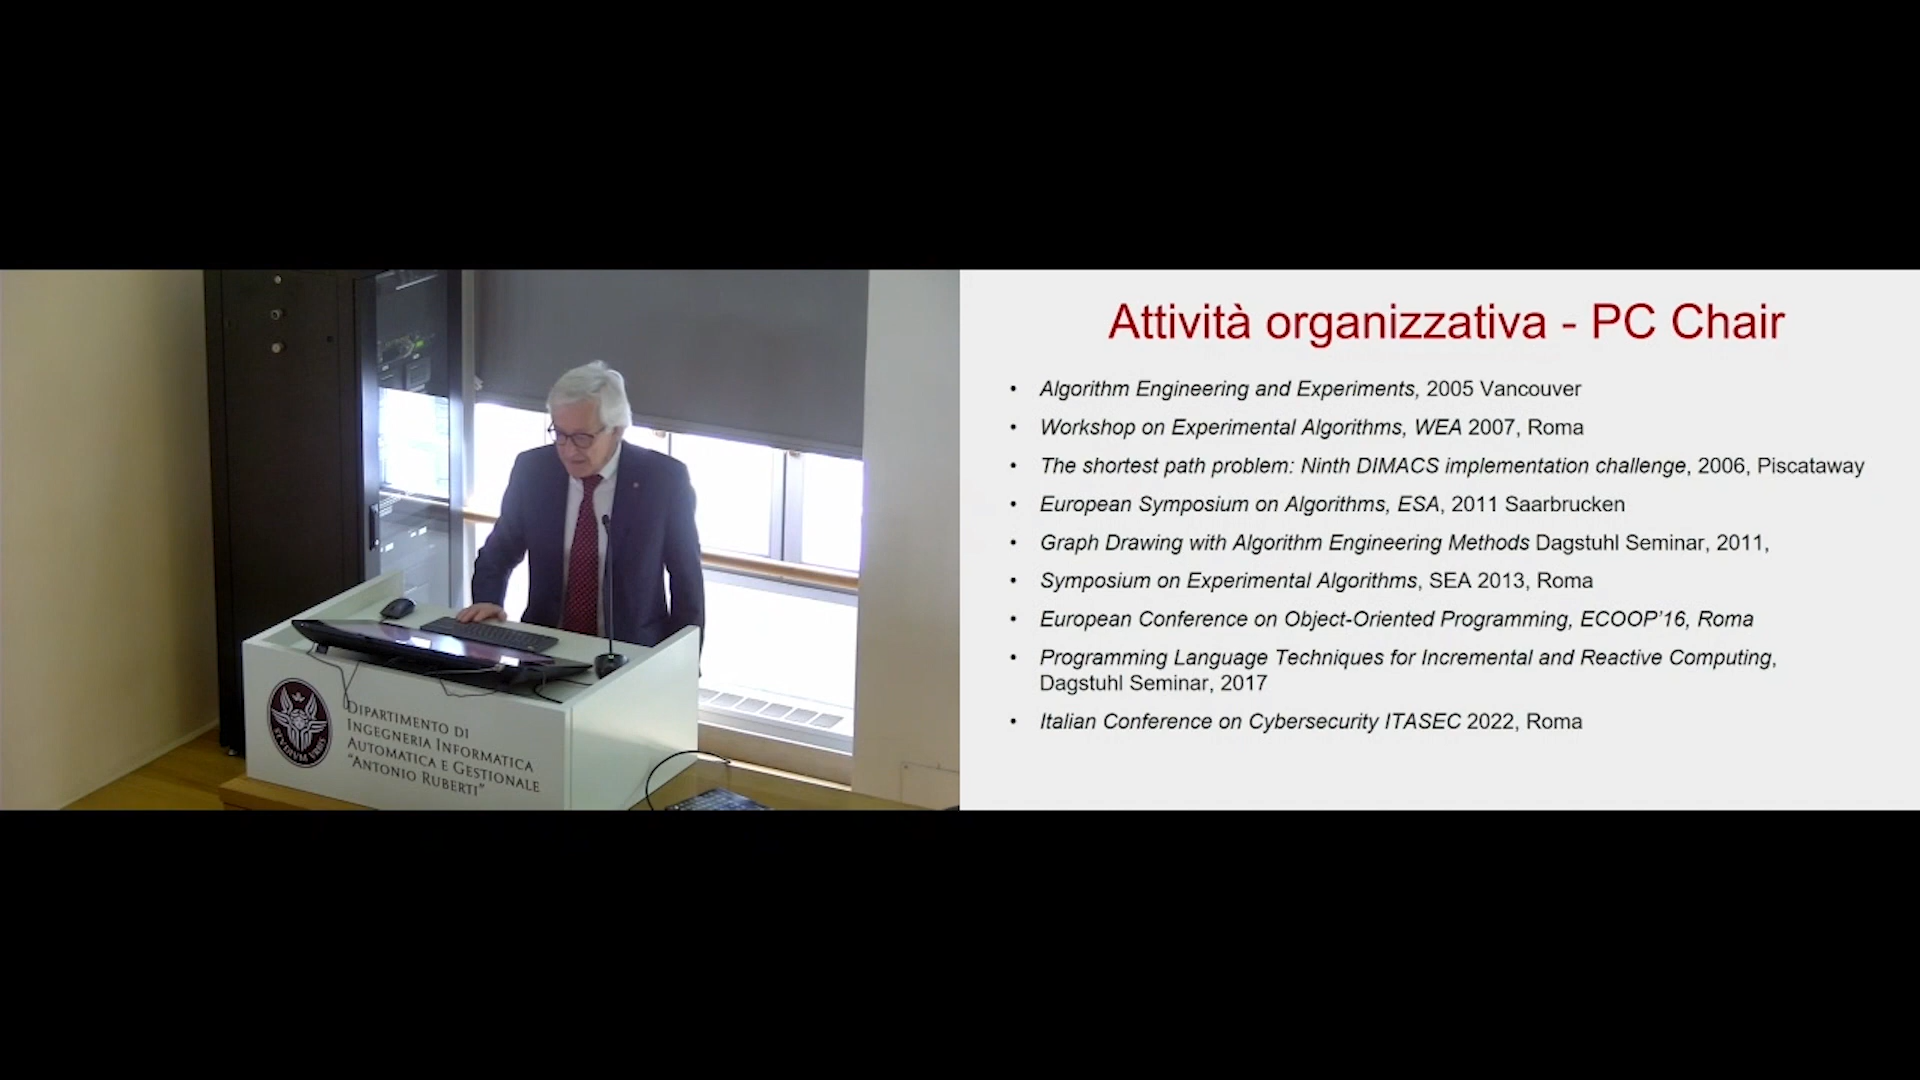 Attività organizzativa - PC Chair
• Algorithm Engineering and Experiments, 2005 Vancouver
• Workshop on Experimental Algorithms, WEA 2007, Roma
• The shortest path problem: Ninth DIMACS implementation challenge, 2006, Piscataway
• European Symposium on Algorithms, ESA, 2011 Saarbrucken
• Graph Drawing with Algorithm Engineering Methods Dagstuhl Seminar, 2011,
• Symposium on Experimental Algorithms, SEA 2013, Roma
• European Conference on Object-Oriented Programming, ECOOP'16, Roma
• Programming Language Techniques for Incremental and Reactive Computing,
Dagstuhl Seminar, 2017
• Italian Conference on Cybersecurity ITASEC 2022, Roma
STVDIVM VRBIS
DIPARTIMENTO DI
INGEGNERIA INFORMATICA
AUTOMATICA E GESTIONALE
"ANTONIO RUBERTI"